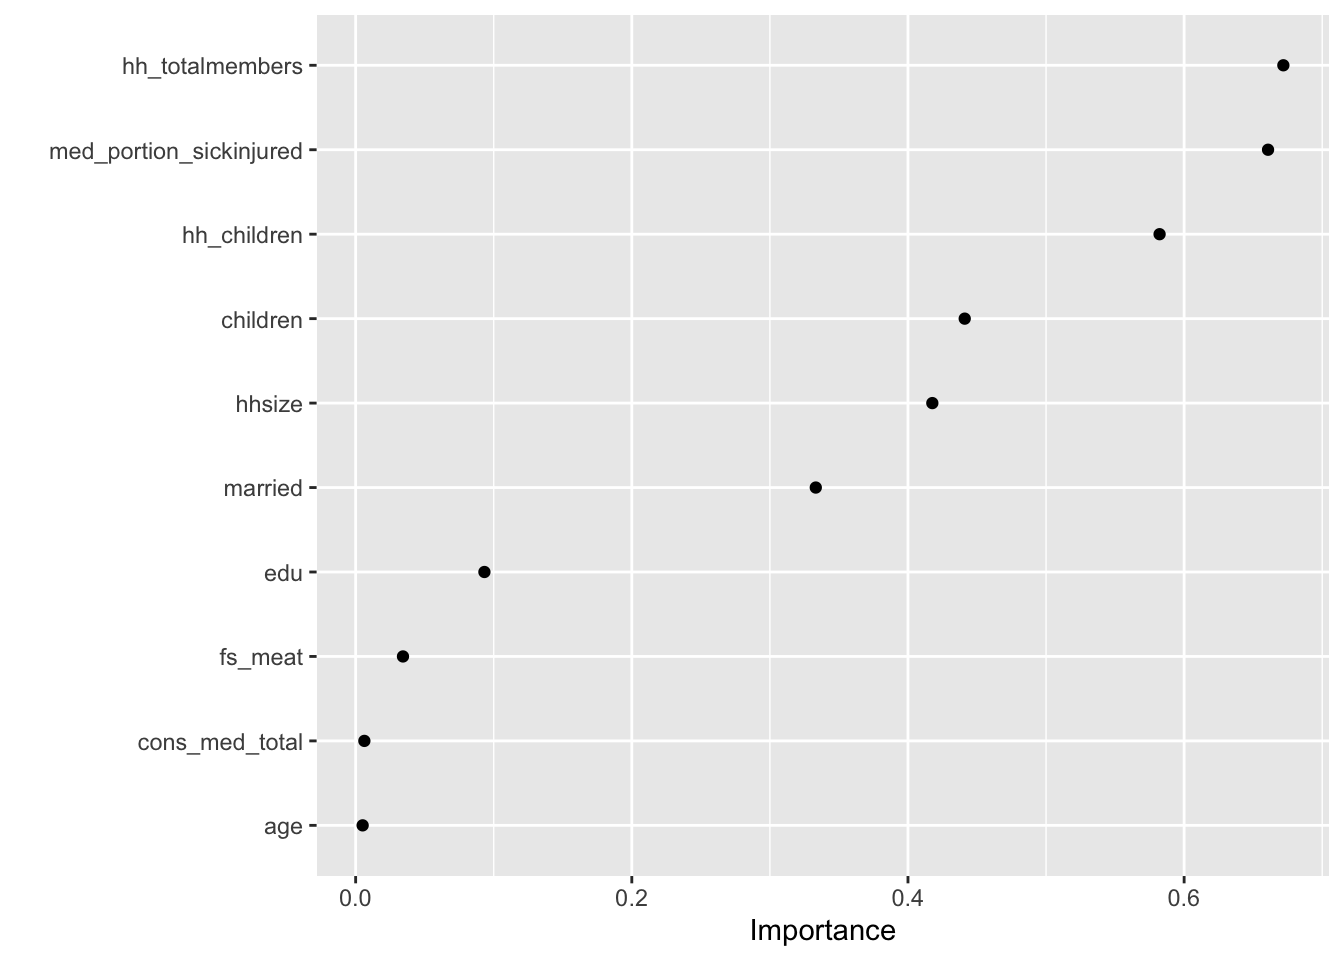 hh_totalmembers
med_portion_sickinjured
hh_children
children
hhsize
married
edu
fs_meat
cons_med_total
age
0.0 0.2 0.4 0.6
Importance